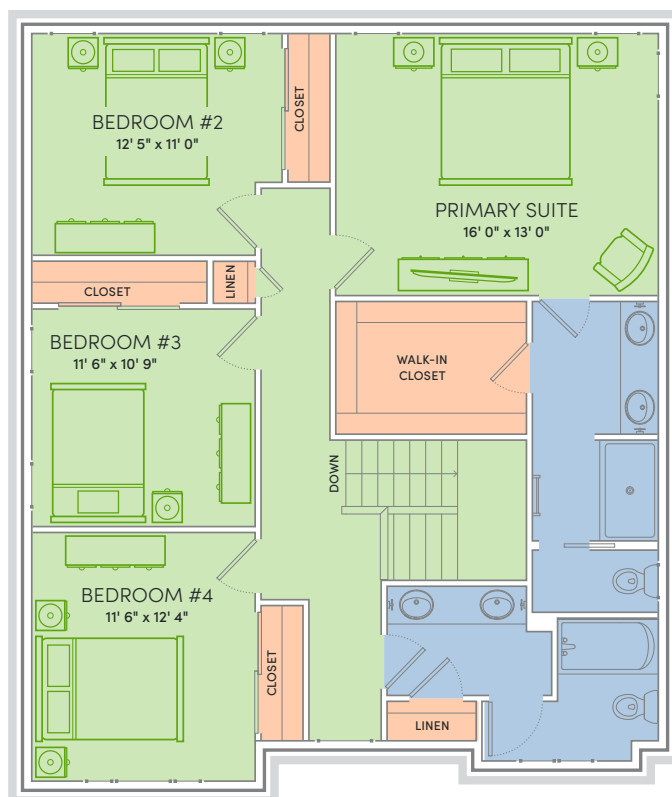 BEDROOM #2
12' 5" x 11' 0"
CLOSET
PRIMARY SUITE
16' 0" x 13' 0"
CLOSET
LINEN
BEDROOM #3
11' 6" x 10' 9"
WALK-IN
CLOSET
DOWN
BEDROOM #4
11' 6" x 12' 4"
CLOSET
LINEN